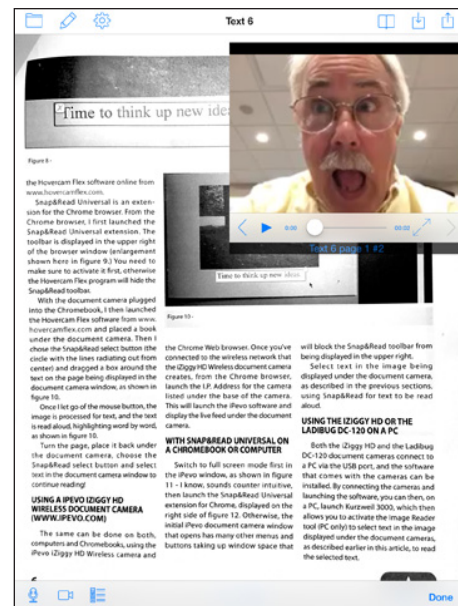 Text 6
Time to think up new ideas
Figure 8 -
0:00
00:02
Text 6 page 1 #2
the Hovercam Flex software online from
www.hovercamflex.com.
Snap&Read Universal is an exten-
sion for the Chrome browser. From the
Chrome browser, I first launched the
Snap&Read Universal extension. The
toolbar is displayed in the upper right
of the browser window (enlargement
shown here in figure 9.) You need to
make sure to activate it first, otherwise
the Hovercam Flex program will hide the
Snap&Read toolbar.
With the document camera plugged
into the Chromebook, I then launched
the Hovercam Flex software from www.
hovercamflex.com and placed a book
under the document camera. Then I
chose the Snap&Read select button (the
circle with the lines radiating out from
center) and dragged a box around the
text on the page being displayed in the
document camera window, as shown in
figure 10.
Once I let go of the mouse button, the
image is processed for text, and the text
is read aloud, highlighting word by word,
as shown in figure 10.
Turn the page, place it back under
the document camera, choose the
Snap&Read select button and select
text in the document camera window to
continue reading!
USING A IPEVO IZIGGY HD
WIRELESS DOCUMENT CAMERA
(WWW.IPEVO.COM)
The same can be done on both,
computers and Chromebooks, using the
iPevo iZiggy HD Wireless camera and
Time to think up new ideas
Figure 10 -
the Chrome Web browser. Once you've
connected to the wireless network that
the iZiggy HD Wireless document camera
creates, from the Chrome browser,
launch the I.P. Address for the camera
listed under the base of the camera.
This will launch the iPevo software and
display the live feed under the document
camera.
WITH SNAP&READ UNIVERSAL ON
A CHROMEBOOK OR COMPUTER
Switch to full screen mode first in
the iPevo window, as shown in figure
11 - I know, sounds counter intuitive,
then launch the Snap&Read Universal
extension for Chrome, displayed on the
right side of figure 12. Otherwise, the
initial iPevo document camera window
that opens has many other menus and
buttons taking up window space that
will block the Snap&Read toolbar from
being displayed in the upper right.
Select text in the image being
displayed under the document camera,
as described in the previous sections,
using Snap&Read for text to be read
aloud.
USING THE IZIGGY HD OR THE
LADIBUG DC-120 ON A PC
Both the iZiggy HD and the Ladibug
DC-120 document cameras connect to
a PC via the USB port, and the software
that comes with the cameras can be
installed. By connecting the cameras and
launching the software, you can then, on
a PC, launch Kurzweil 3000, which then
allows you to activate the Image Reader
tool (PC only) to select text in the image
displayed under the document cameras,
as described earlier in this article, to read
the selected text.
Done